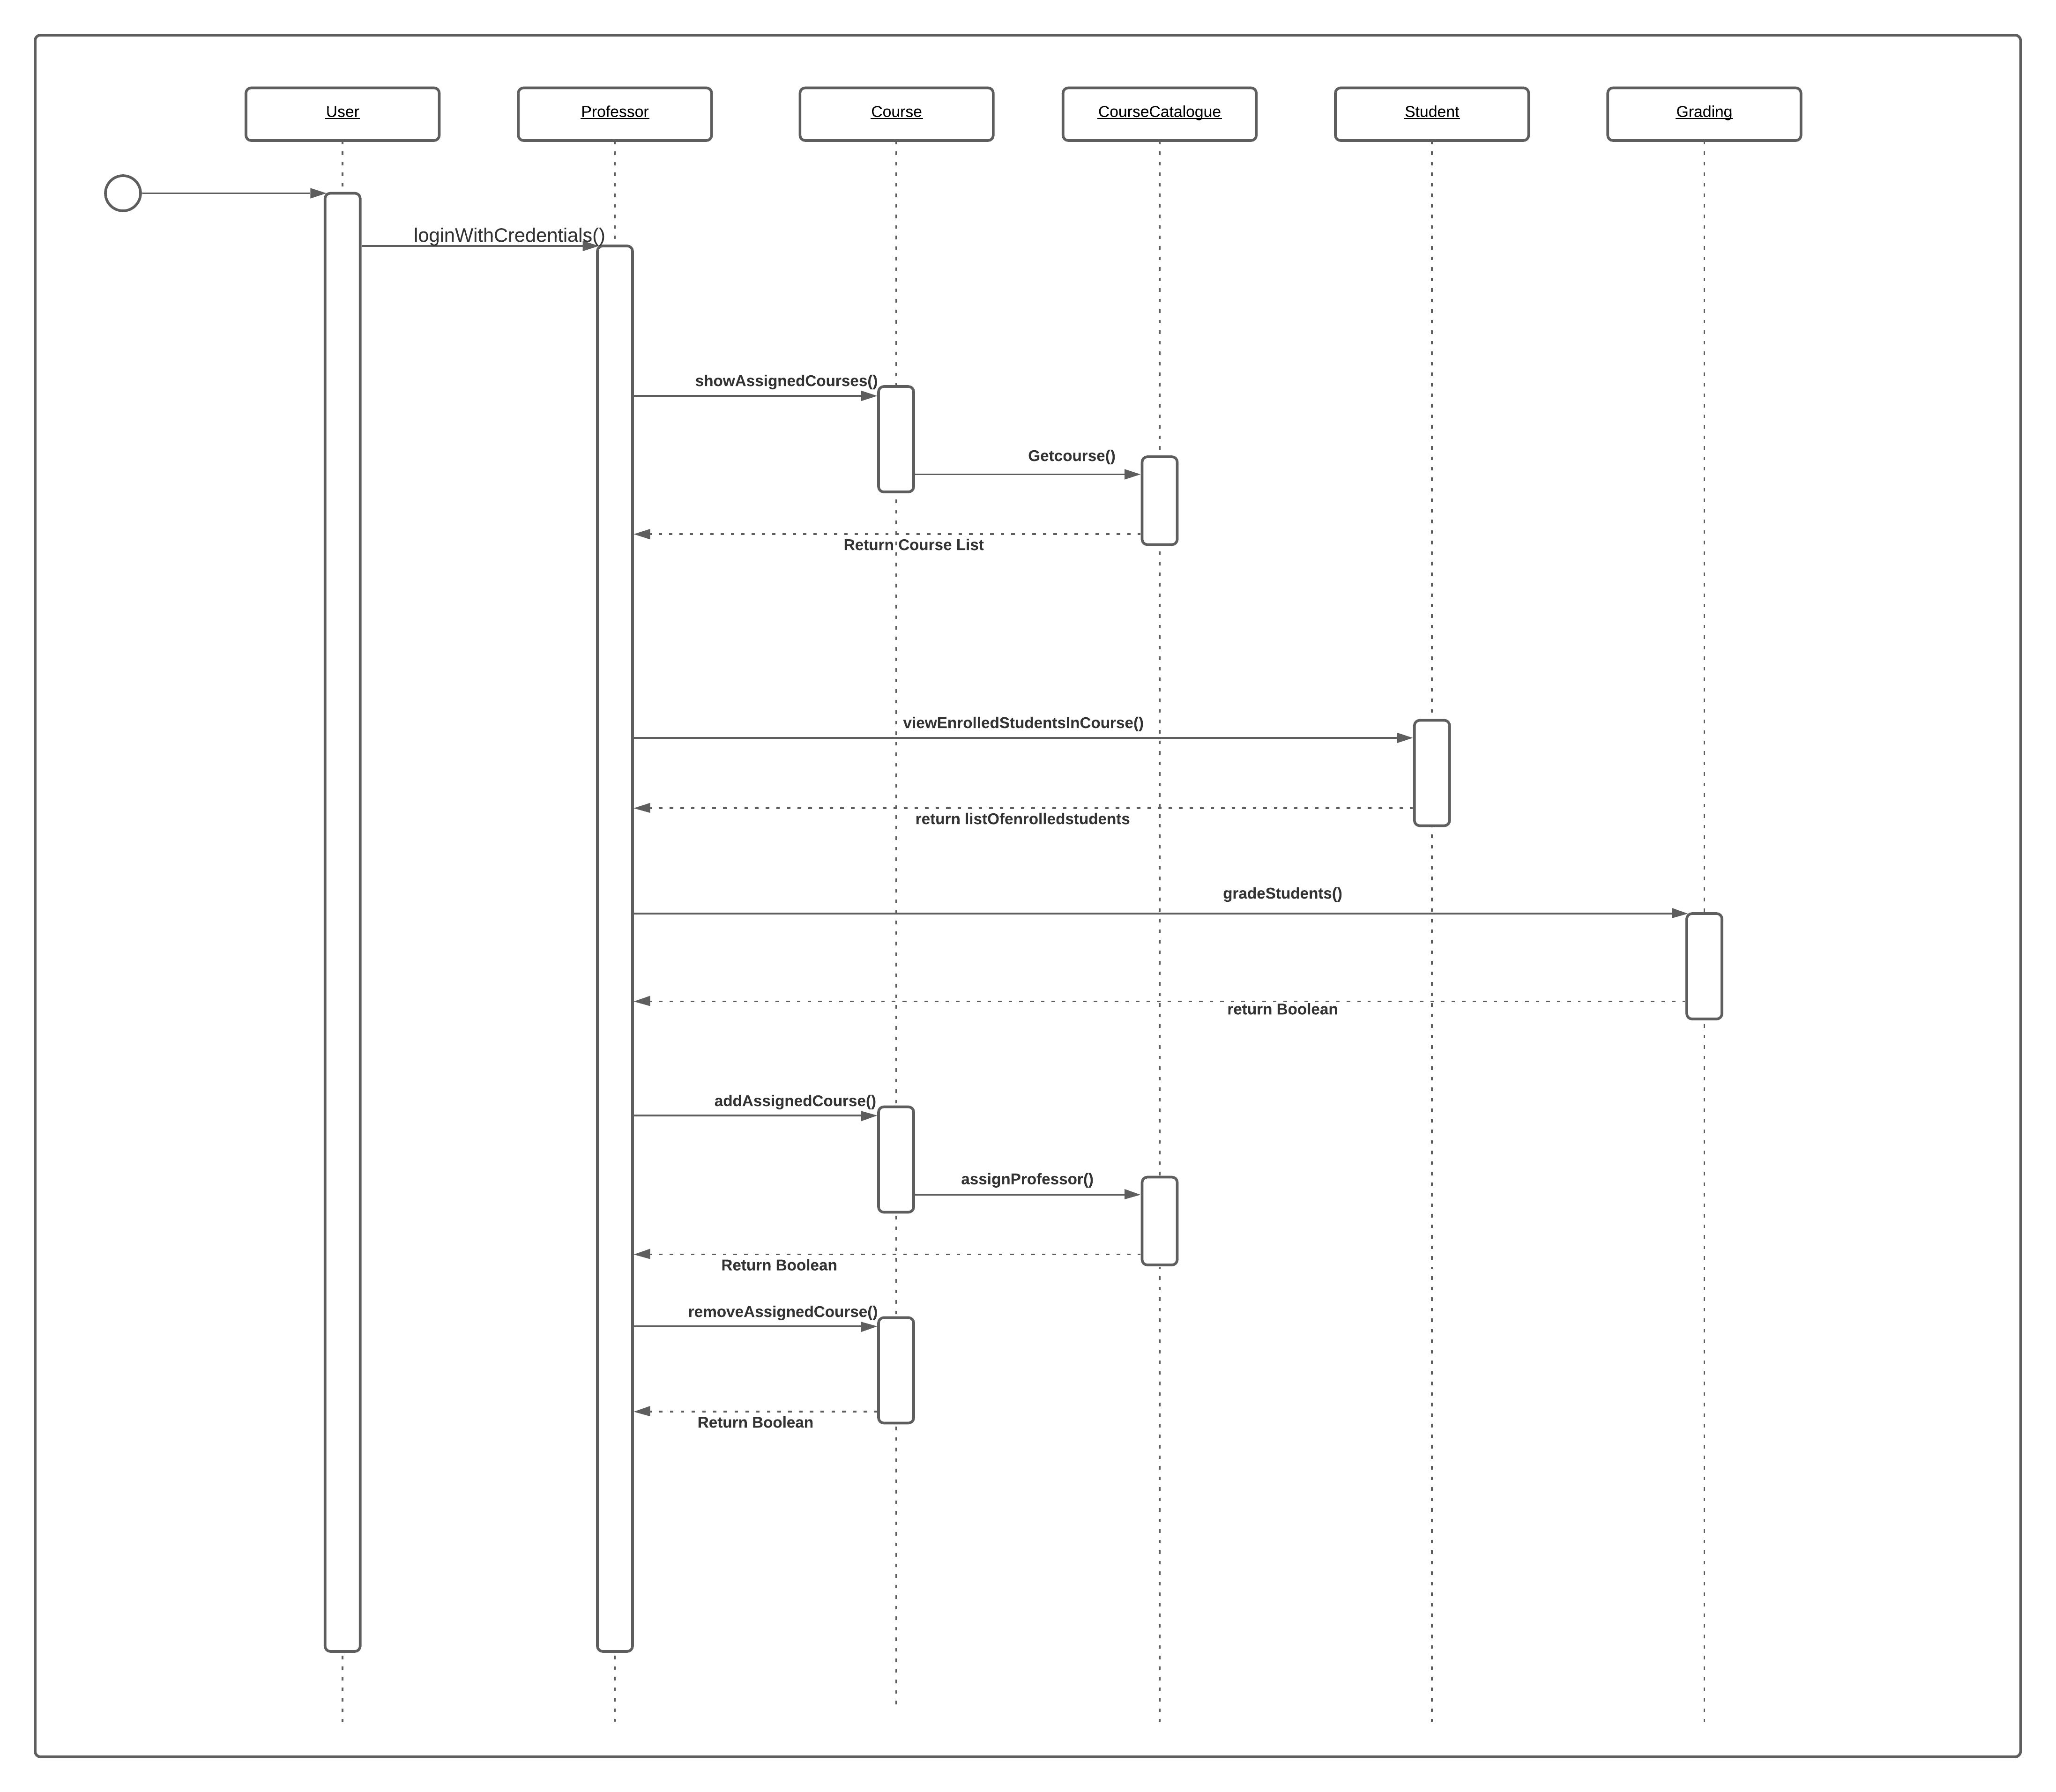 User
Professor
Course
CourseCatalogue
Student
Grading
loginWithCredentials()
showAssignedCourses()
Getcourse()
Return Course List
viewEnrolledStudentsInCourse()
return listOfenrolledstudents
gradeStudents()
return Boolean
addAssignedCourse()
assignProfessor()
Return Boolean
removeAssignedCourse()
Return Boolean